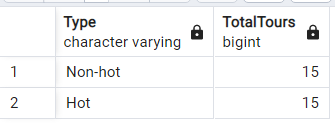 Type TotalTours
character varying bigint
1 Non-hot 15
2 Hot 15